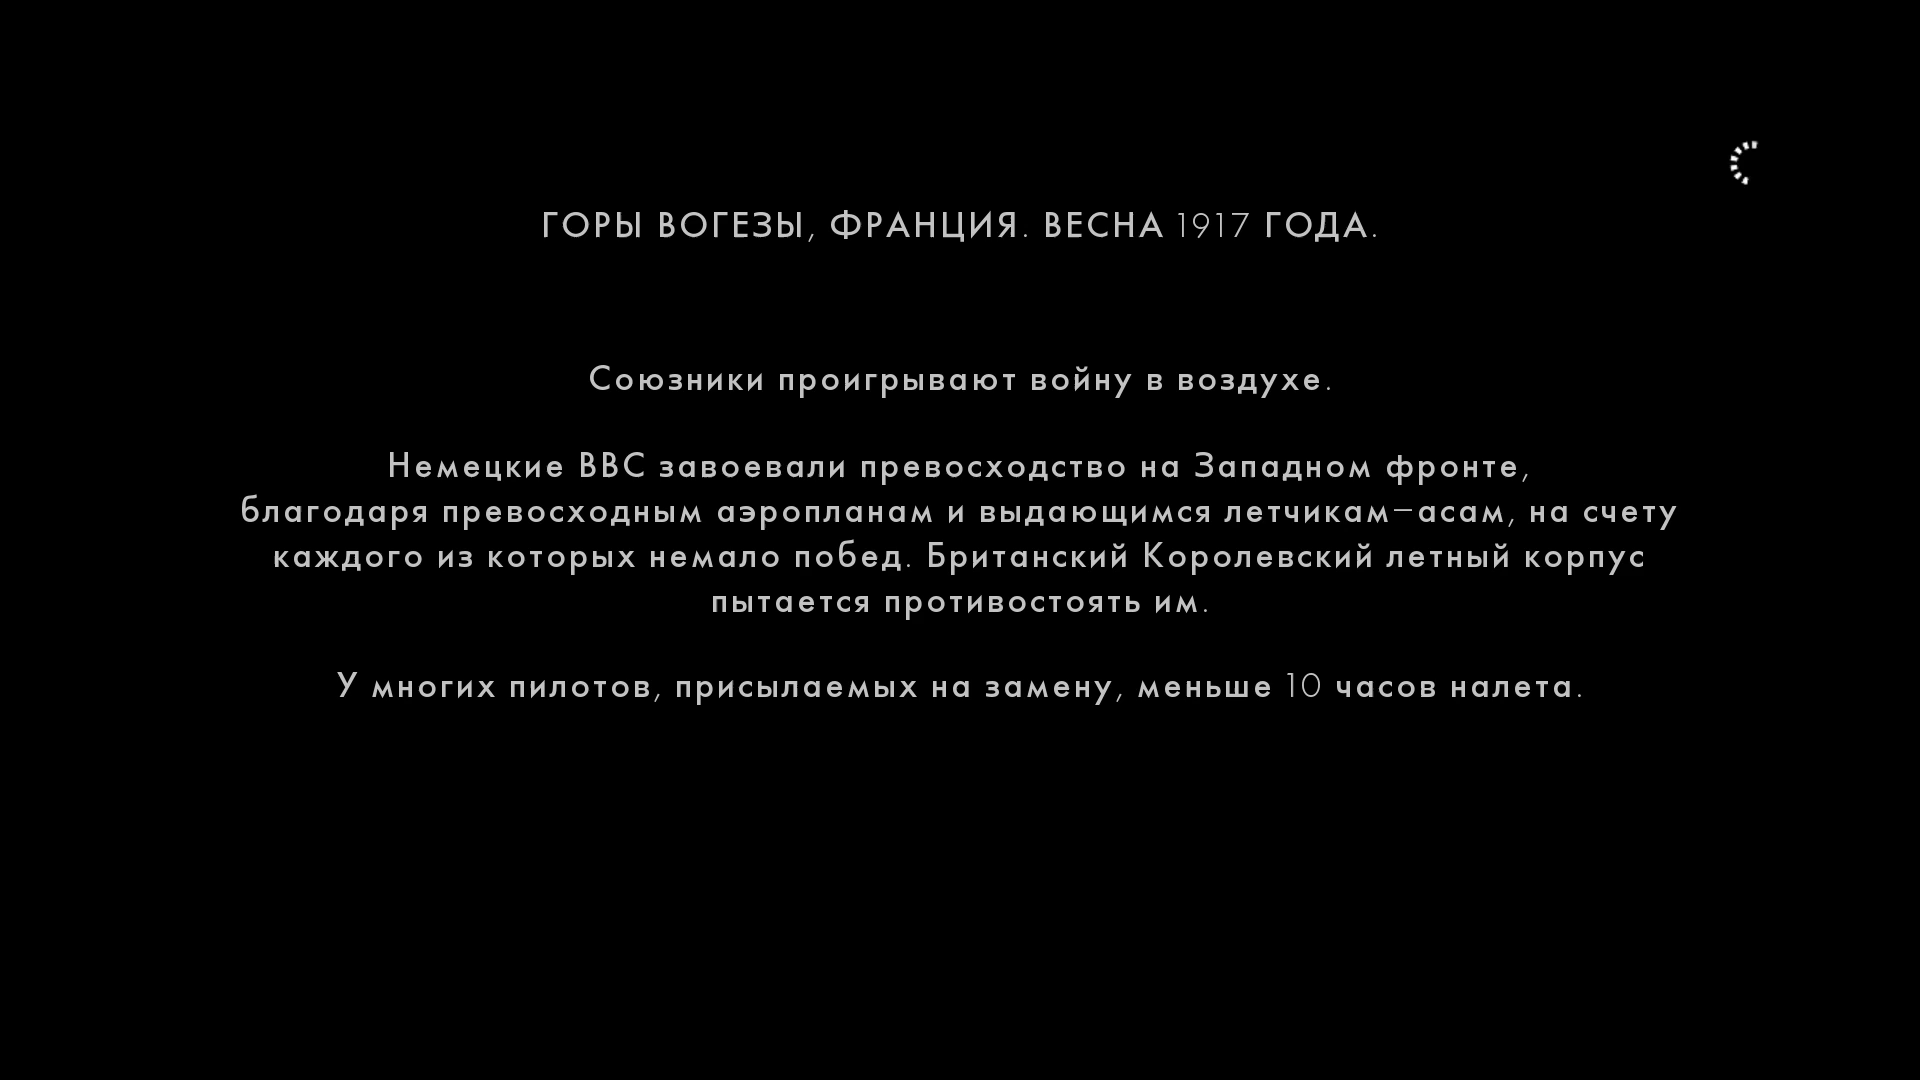 ГОРЫ ВОГЕЗЫ, ФРАНЦИЯ. ВЕСНА 1917 ГОДА.
Союзники проигрывают войну в воздухе.
Немецкие ВВС завоевали превосходство на Западном фронте,
благодаря превосходным аэропланам и выдающимся летчикам–асам, на счету
каждого из которых немало побед. Британский Королевский летный корпус
пытается противостоять им.
У многих пилотов, присылаемых на замену, меньше 10 часов налета.